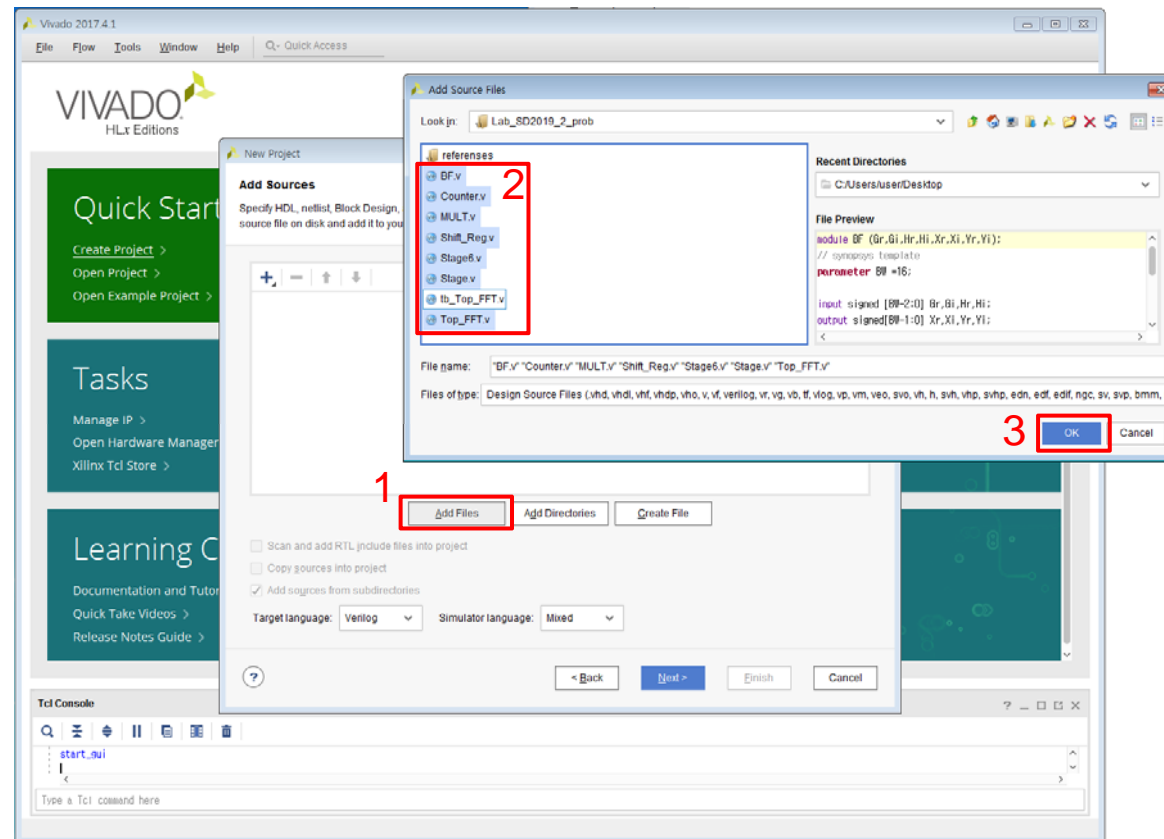 Vivado 2017.4.1
File Flow Tools Window Help Q- Quick Access
VIVADO
HLx Editions
Quick Start
Create Project >
Open Project >
Open Example Project >
Tasks
Manage IP >
Open Hardware Manager
Xilinx Tcl Store >
Learning C
Documentation and Tutor
Quick Take Videos >
Release Notes Guide >
New Project
Add Sources
Specify HDL, netlist, Block Design,
source file on disk and add it to you
1
Add Files Add Directories Create File
Scan and add RTL include files into project
Copy sources into project
Add sources from subdirectories
Target language: Verilog Simulator language: Mixed
? < Back Next > Finish Cancel
Add Source Files
Look in: Lab_SD2019_2_prob
referenses
BF.v
Counter.v
MULT.v
Shift_Reg.v
Stage6.v
Stage.v
tb_Top_FFT.v
Top_FFT.v
2
Recent Directories
C:/Users/user/Desktop
File Preview
module BF (Gr,Gi,Hr,Hi,Xr,Xi,Yr,Yi);
// synopsys template
parameter BW =16;
input signed [BW-2:0] Gr,Gi,Hr,Hi;
output signed[BW-1:0] Xr,Xi,Yr,Yi;
File name: "BF.v" "Counter.v" "MULT.v" "Shift_Reg.v" "Stage6.v" "Stage.v" "Top_FFT.v"
Files of type: Design Source Files (.vhd, vhdl, vhf, vhdp, vho, v, vf, verilog, vr, vg, vb, tf, vlog, vp, vm, veo, svo, vh, h, svh, vhp, svhp, edn, edf, edif, ngc, sv, svp, bmm,
3
OK Cancel
Tcl Console
start_gui
Type a Tcl command here